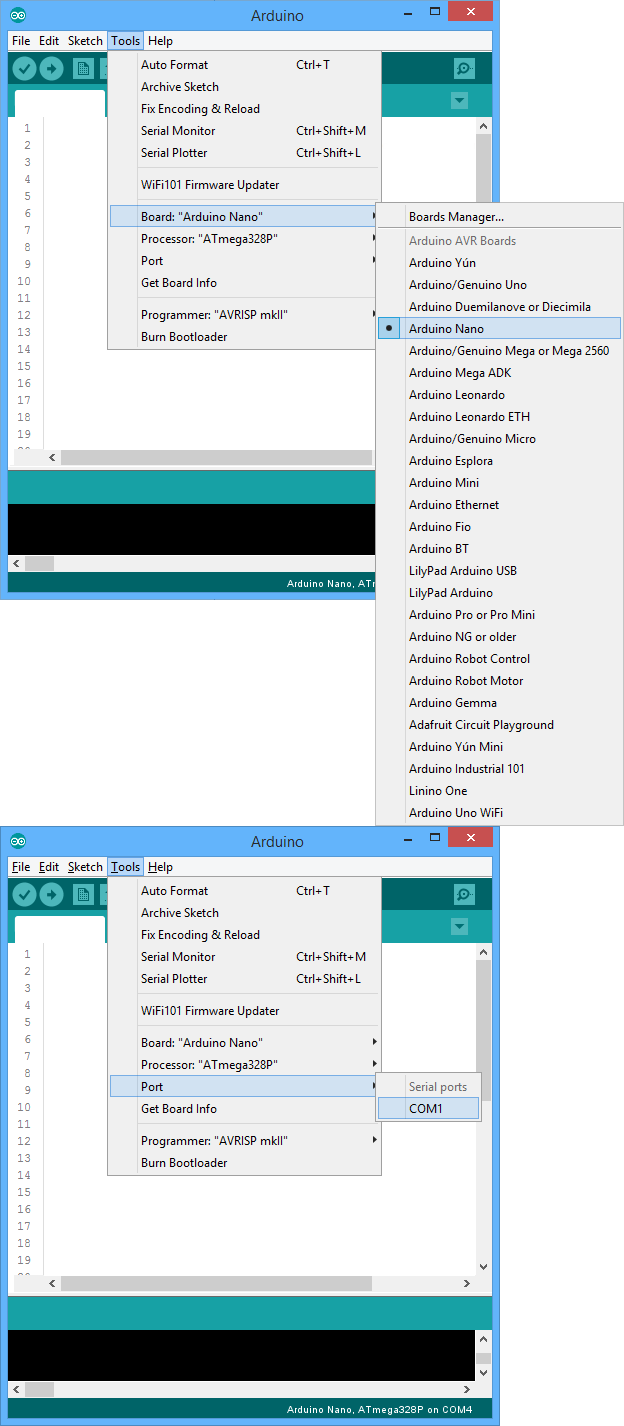 Arduino
File Edit Sketch Tools Help
Auto Format Ctrl+T
Archive Sketch
Fix Encoding & Reload
Serial Monitor Ctrl+Shift+M
Serial Plotter Ctrl+Shift+L
WiFi101 Firmware Updater
Board: "Arduino Nano"
Processor: "ATmega328P"
Port
Get Board Info
Programmer: "AVRISP mkII"
Burn Bootloader
1
2
3
4
5
6
7
8
9
10
11
12
13
14
15
16
17
18
19
Boards Manager...
Arduino AVR Boards
Arduino Yún
Arduino/Genuino Uno
Arduino Duemilanove or Diecimila
Arduino Nano
Arduino/Genuino Mega or Mega 2560
Arduino Mega ADK
Arduino Leonardo
Arduino Leonardo ETH
Arduino/Genuino Micro
Arduino Esplora
Arduino Mini
Arduino Ethernet
Arduino Fio
Arduino BT
LilyPad Arduino USB
LilyPad Arduino
Arduino Pro or Pro Mini
Arduino NG or older
Arduino Robot Control
Arduino Robot Motor
Arduino Gemma
Adafruit Circuit Playground
Arduino Yún Mini
Arduino Industrial 101
Linino One
Arduino Uno WiFi
Arduino Nano, ATm
Arduino
File Edit Sketch Tools Help
Auto Format Ctrl+T
Archive Sketch
Fix Encoding & Reload
Serial Monitor Ctrl+Shift+M
Serial Plotter Ctrl+Shift+L
WiFi101 Firmware Updater
Board: "Arduino Nano"
Processor: "ATmega328P"
Port
Get Board Info
Programmer: "AVRISP mkII"
Burn Bootloader
Serial ports
COM1
1
2
3
4
5
6
7
8
9
10
11
12
13
14
15
16
17
18
19
Arduino Nano, ATmega328P on COM4